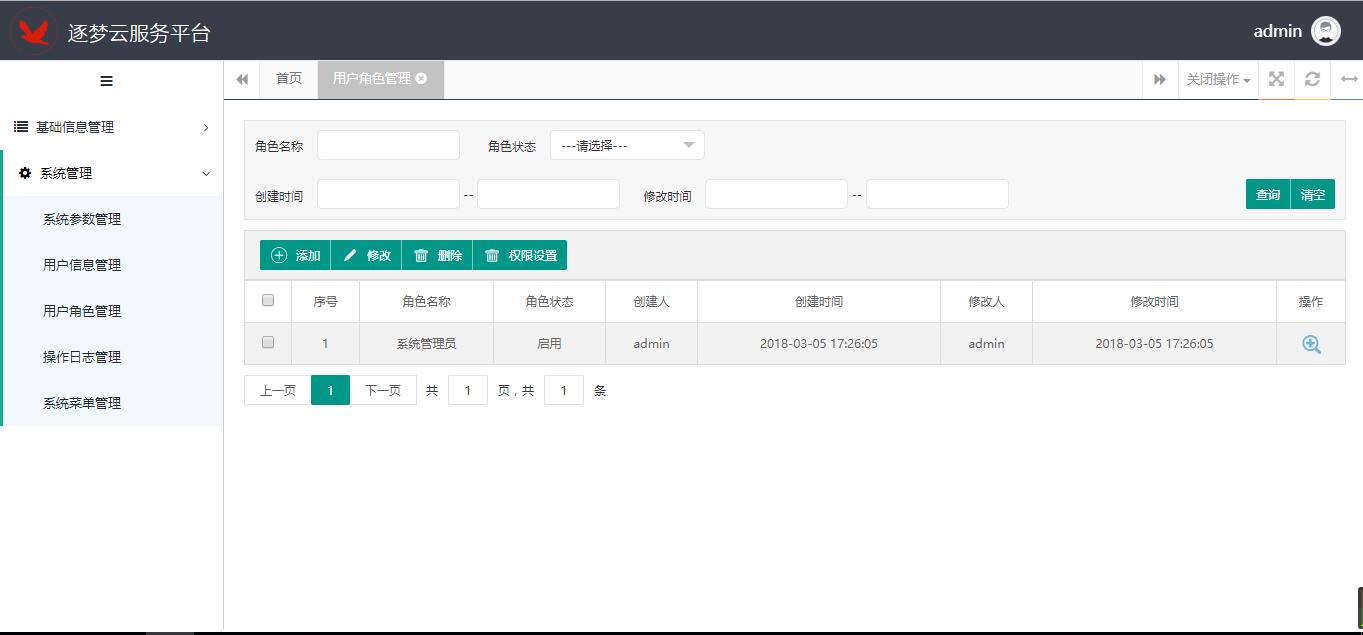 逐梦云服务平台
admin
首页
用户角色管理
关闭操作
基础信息管理
系统管理
系统参数管理
用户信息管理
用户角色管理
操作日志管理
系统菜单管理
角色名称 角色状态 ---请选择---
创建时间 -- 修改时间 -- 查询 清空
添加 修改 删除 权限设置
序号 角色名称 角色状态 创建人 创建时间 修改人 修改时间 操作
1 系统管理员 启用 admin 2018-03-05 17:26:05 admin 2018-03-05 17:26:05
上一页 1 下一页 共 1 页，共 1 条